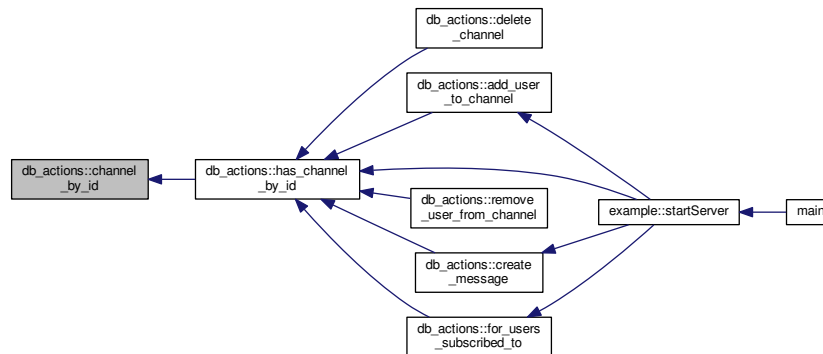 db_actions::delete
_channel
db_actions::add_user
_to_channel
db_actions::channel
_by_id
db_actions::has_channel
_by_id
db_actions::remove
_user_from_channel
example::startServer
main
db_actions::create
_message
db_actions::for_users
_subscribed_to